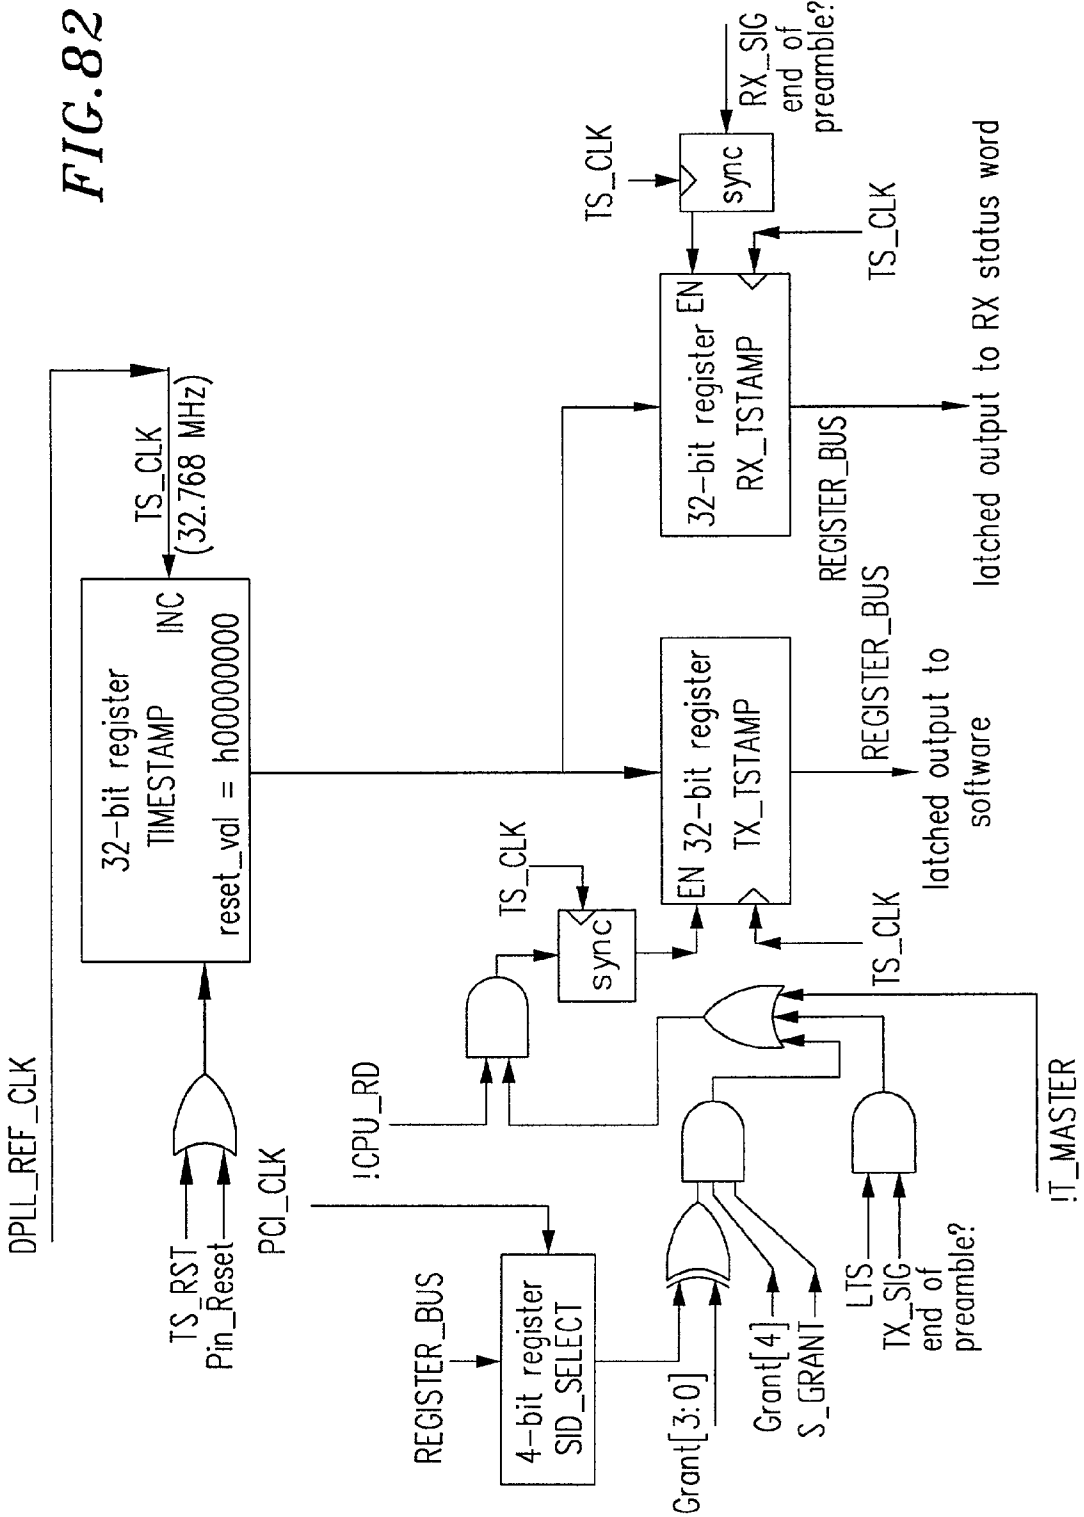 FIG.82
DPLL_REF_CLK
TS_CLK
(32.768 MHz)
32-bit register
TIMESTAMP
INC
reset_val = h00000000
TS_RST
Pin_Reset
PCI_CLK
!CPU_RD
REGISTER_BUS
4-bit register
SID_SELECT
Grant[3:0]
Grant[4]
S_GRANT
LTS
TX_SIG
end of
preamble?
!T_MASTER
TS_CLK
sync
EN
32-bit register
TX_TSTAMP
TS_CLK
REGISTER_BUS
latched output to
software
TS_CLK
sync
RX_SIG
end of
preamble?
EN
32-bit register
RX_TSTAMP
TS_CLK
REGISTER_BUS
latched output to RX status word